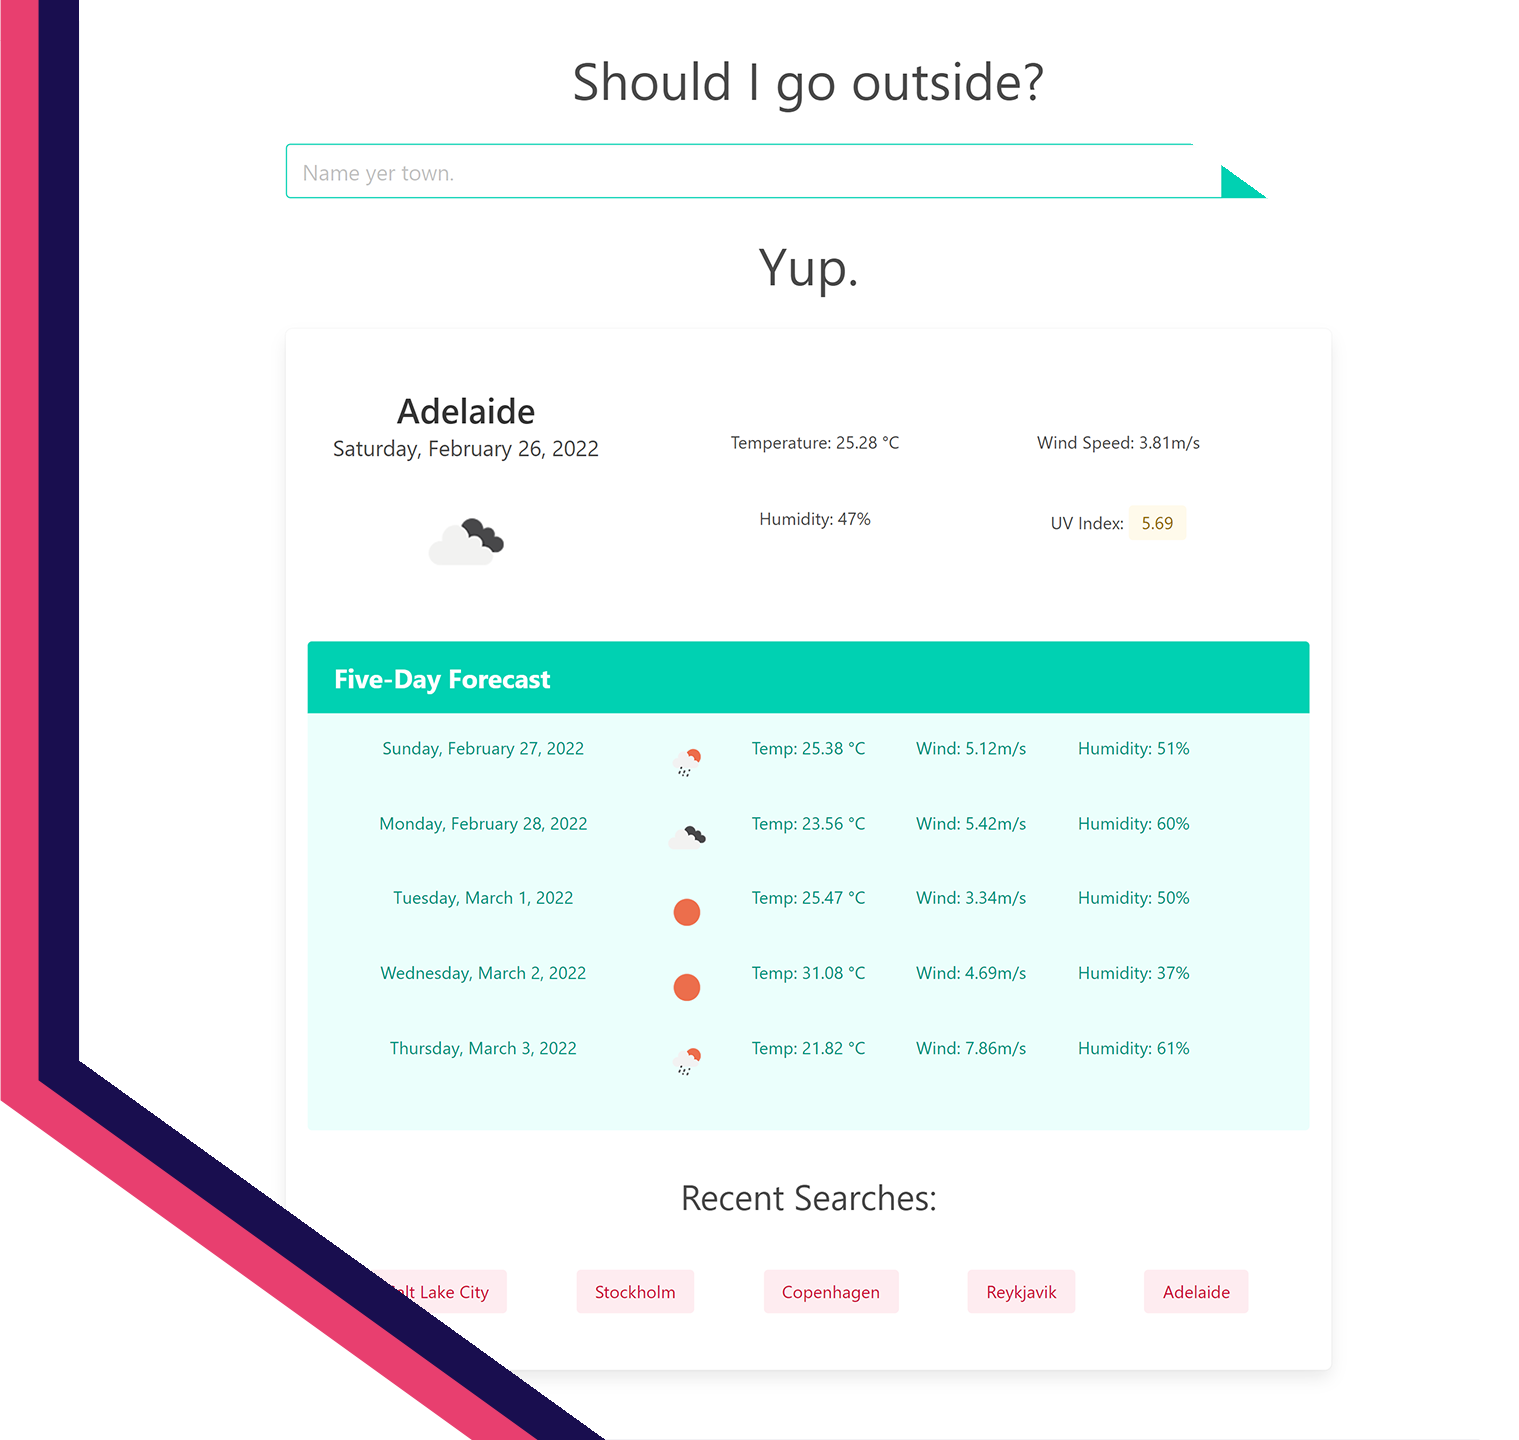 Should I go outside?
Name yer town.
Yup.
Adelaide
Saturday, February 26, 2022
Temperature: 25.28 °C
Wind Speed: 3.81m/s
Humidity: 47%
UV Index: 5.69
Five-Day Forecast
Sunday, February 27, 2022 Temp: 25.38 °C Wind: 5.12m/s Humidity: 51%
Monday, February 28, 2022 Temp: 23.56 °C Wind: 5.42m/s Humidity: 60%
Tuesday, March 1, 2022 Temp: 25.47 °C Wind: 3.34m/s Humidity: 50%
Wednesday, March 2, 2022 Temp: 31.08 °C Wind: 4.69m/s Humidity: 37%
Thursday, March 3, 2022 Temp: 21.82 °C Wind: 7.86m/s Humidity: 61%
Recent Searches:
Lake City Stockholm Copenhagen Reykjavik Adelaide